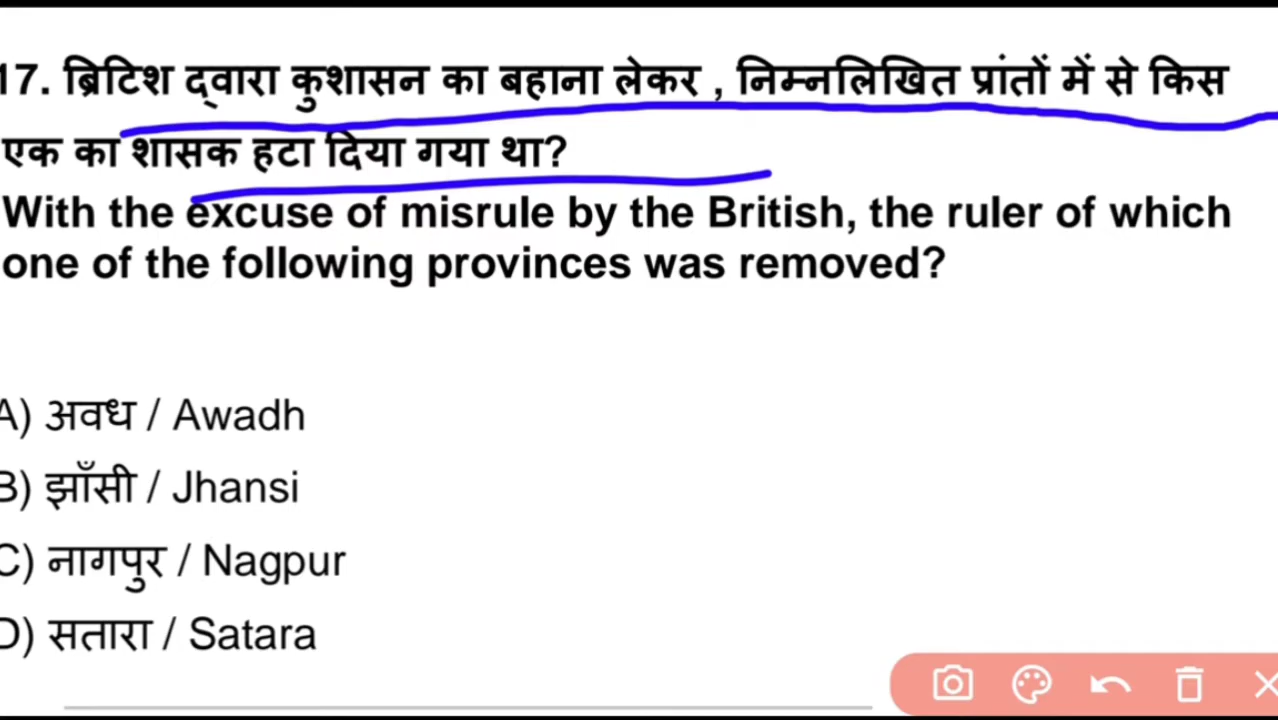 17. ब्रिटिश द्वारा कुशासन का बहाना लेकर , निम्नलिखित प्रांतों में से किस
एक का शासक हटा दिया गया था?
With the excuse of misrule by the British, the ruler of which
one of the following provinces was removed?
A) अवध / Awadh
B) झाँसी / Jhansi
C) नागपुर / Nagpur
D) सतारा / Satara